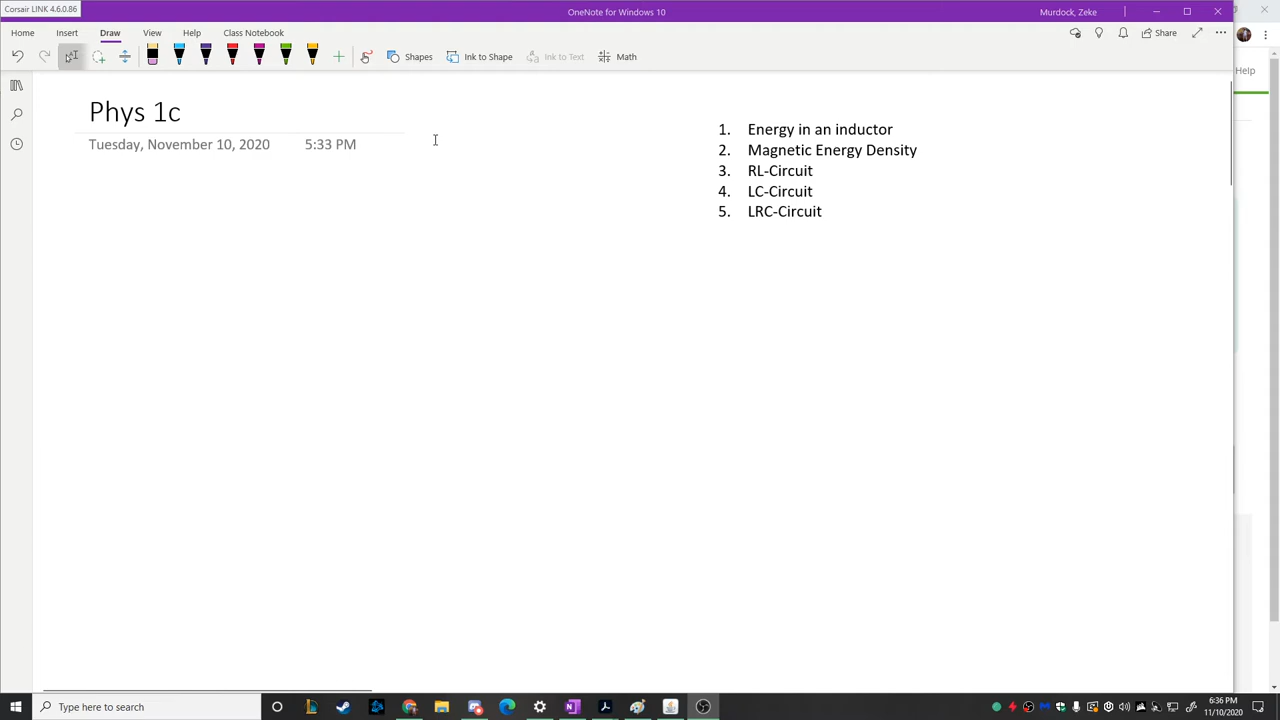 Corsair LINK 4.6.0.86
OneNote for Windows 10
Murdock, Zeke
Home Insert Draw View Help Class Notebook
Share
Shapes Ink to Shape Ink to Text Math
Help
Phys 1c
Tuesday, November 10, 2020 5:33 PM
1. Energy in an inductor
2. Magnetic Energy Density
3. RL-Circuit
4. LC-Circuit
5. LRC-Circuit
Type here to search
6:36 PM
11/10/2020